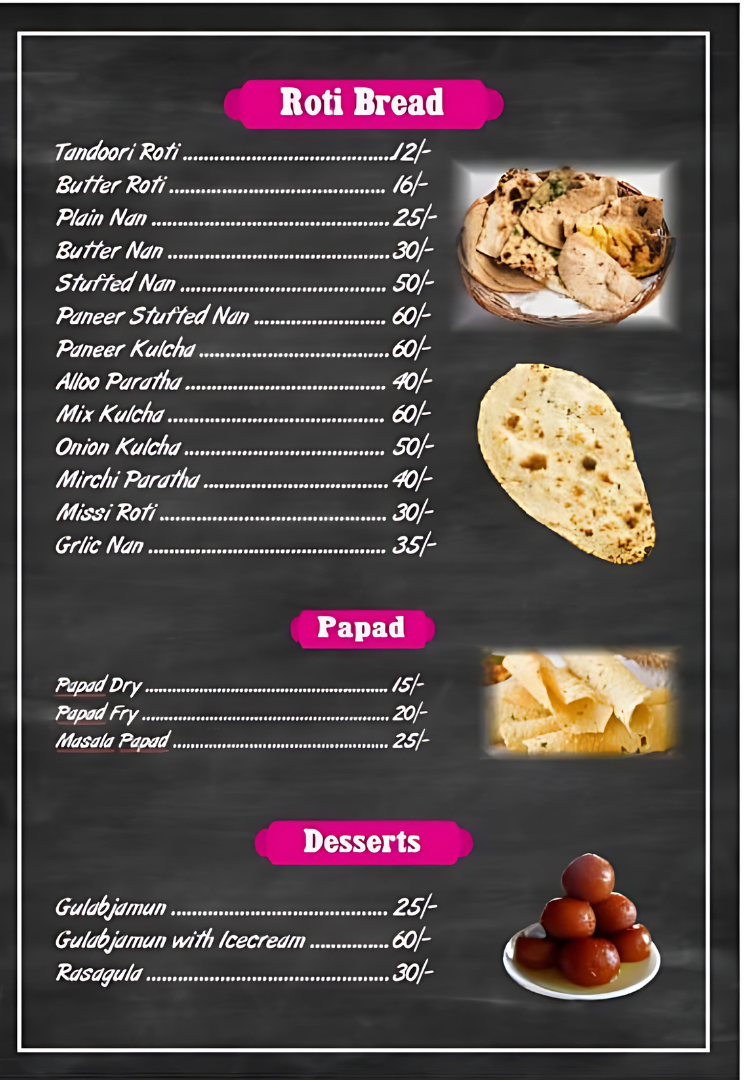 Roti Bread
Tandoori Roti ........................................12/-
Butter Roti .......................................... 16/-
Plain Nan .............................................. 25/-
Butter Nan ...........................................30/-
Stufted Nan ........................................ 50/-
Paneer Stufted Nan ......................... 60/-
Paneer Kulcha .....................................60/-
Alloo Paratha ....................................... 40/-
Mix Kulcha .......................................... 60/-
Onion Kulcha ....................................... 50/-
Mirchi Paratha ................................... 40/-
Missi Roti ............................................ 30/-
Grlic Nan .............................................. 35/-
Papad
Papad Dry ................................................ 15/-
Papad Fry ................................................ 20/-
Masala Papad .......................................... 25/-
Desserts
Gulabjamun .......................................... 25/-
Gulabjamun with Icecream ...............60/-
Rasagula ...............................................30/-